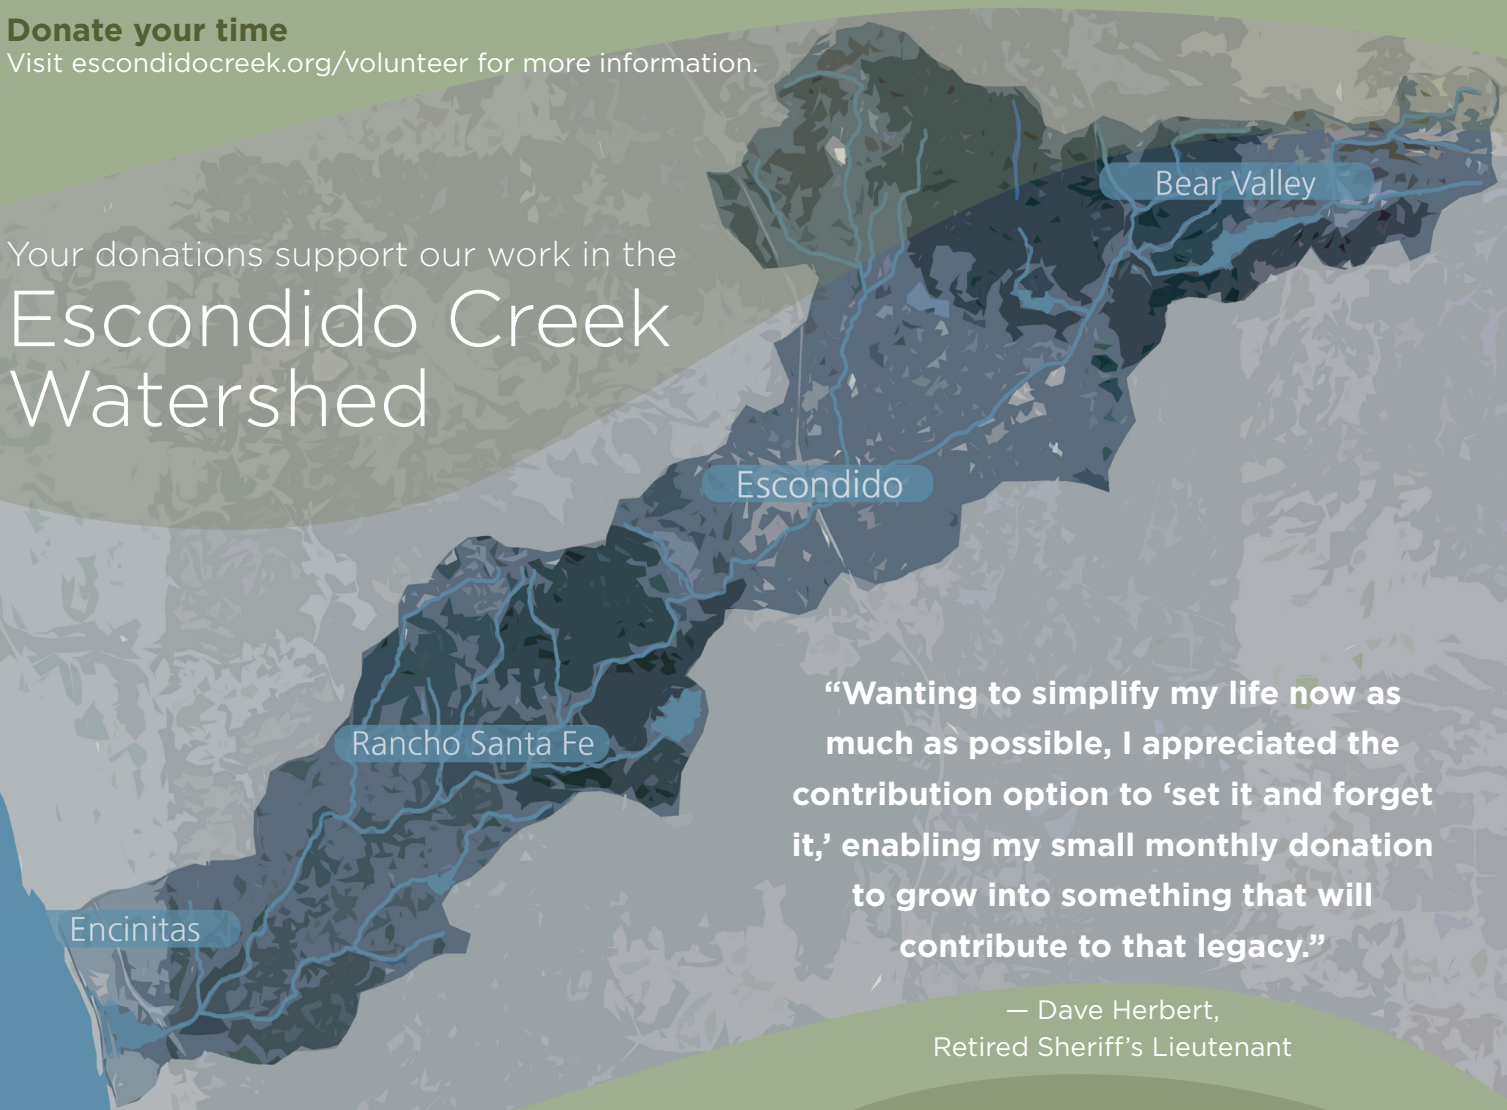 Donate your time
Visit escondidocreek.org/volunteer for more information.
Your donations support our work in the
Escondido Creek
Watershed
Bear Valley
Escondido
Rancho Santa Fe
Encinitas
“Wanting to simplify my life now as
much as possible, I appreciated the
contribution option to ‘set it and forget
it,’ enabling my small monthly donation
to grow into something that will
contribute to that legacy.”
— Dave Herbert,
Retired Sheriff’s Lieutenant